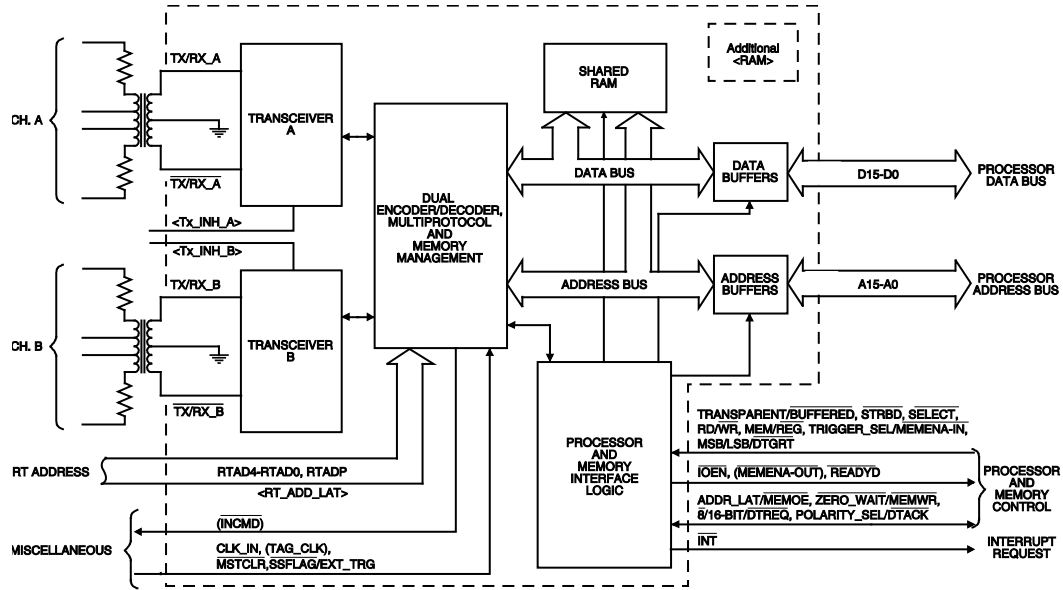 CH. A
TX/RX_A
TX/RX_A
TRANSCEIVER
A
<Tx_INH_A>
<Tx_INH_B>
CH. B
TX/RX_B
TX/RX_B
TRANSCEIVER
B
DUAL
ENCODER/DECODER,
MULTIPROTOCOL
AND
MEMORY
MANAGEMENT
SHARED
RAM
Additional
<RAM>
DATA BUS
DATA
BUFFERS
D15-D0
PROCESSOR
DATA BUS
ADDRESS BUS
ADDRESS
BUFFERS
A15-A0
PROCESSOR
ADDRESS BUS
PROCESSOR
AND
MEMORY
INTERFACE
LOGIC
TRANSPARENT/BUFFERED, STRBD, SELECT,
RD/WR, MEM/REG, TRIGGER_SEL/MEMENA-IN,
MSB/LSB/DTGRT
IOEN, (MEMENA-OUT), READYD
ADDR_LAT/MEMOE, ZERO_WAIT/MEMWR,
8/16-BIT/DTREQ, POLARITY_SEL/DTACK
PROCESSOR
AND
MEMORY
CONTROL
INT
INTERRUPT
REQUEST
RT ADDRESS
RTAD4-RTAD0, RTADP
<RT_ADD_LAT>
(INCMD)
MISCELLANEOUS
CLK_IN, (TAG_CLK),
MSTCLR,SSFLAG/EXT_TRG